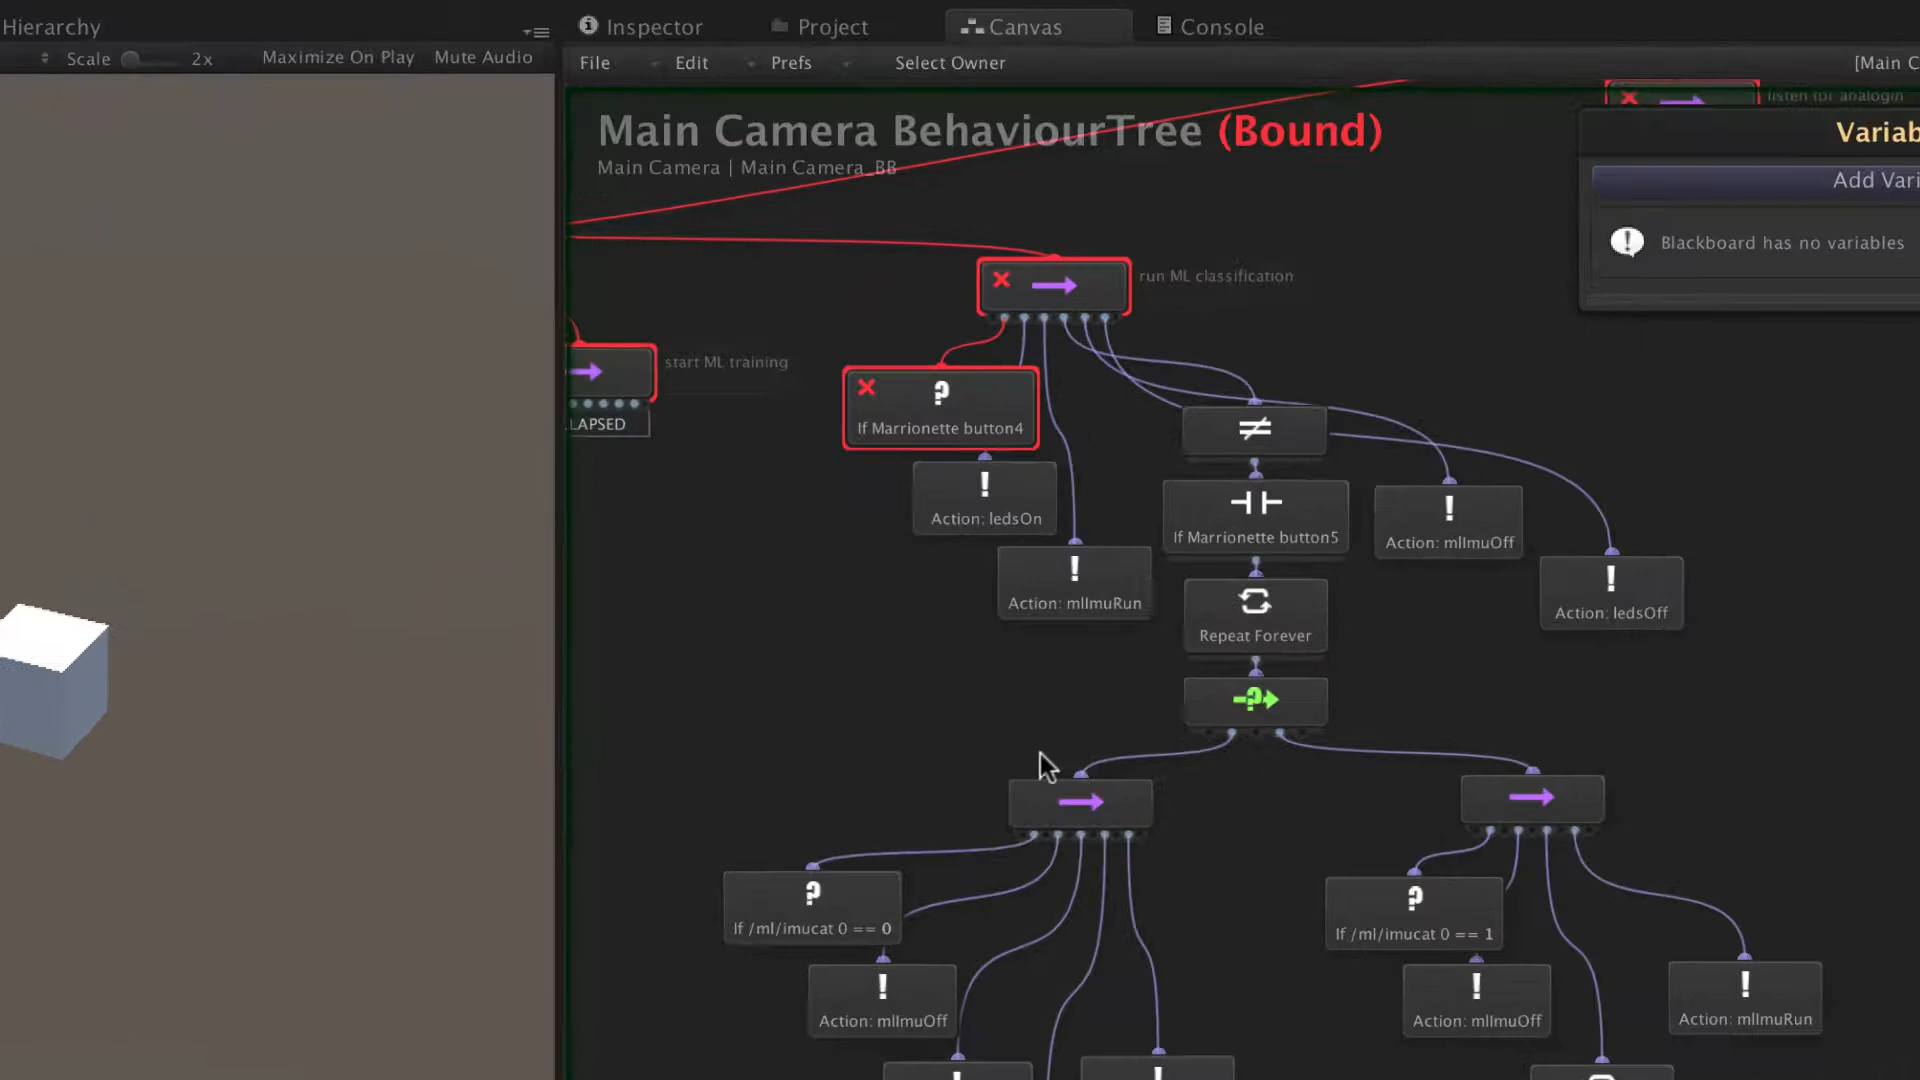 Hierarchy
Inspector
Project
Canvas
Console
Scale
2x
Maximize On Play
Mute Audio
File
Edit
Prefs
Select Owner
[Main C
listen for analogin
Main Camera BehaviourTree (Bound)
Main Camera | Main Camera_BB
Variab
Add Vari
Blackboard has no variables
run ML classification
start ML training
LAPSED
If Marrionette button4
Action: ledsOn
Action: mlImuRun
If Marrionette button5
Action: mlImuOff
Action: ledsOff
Repeat Forever
If /ml/imucat 0 == 0
If /ml/imucat 0 == 1
Action: mlImuOff
Action: mlImuOff
Action: mlImuRun